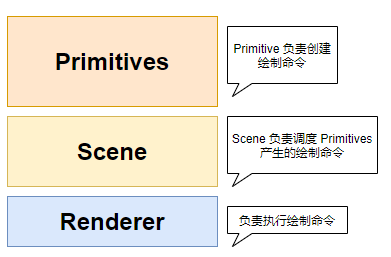 Primitives
Primitive 负责创建
绘制命令
Scene
Scene 负责调度 Primitives
产生的绘制命令
Renderer
负责执行绘制命令